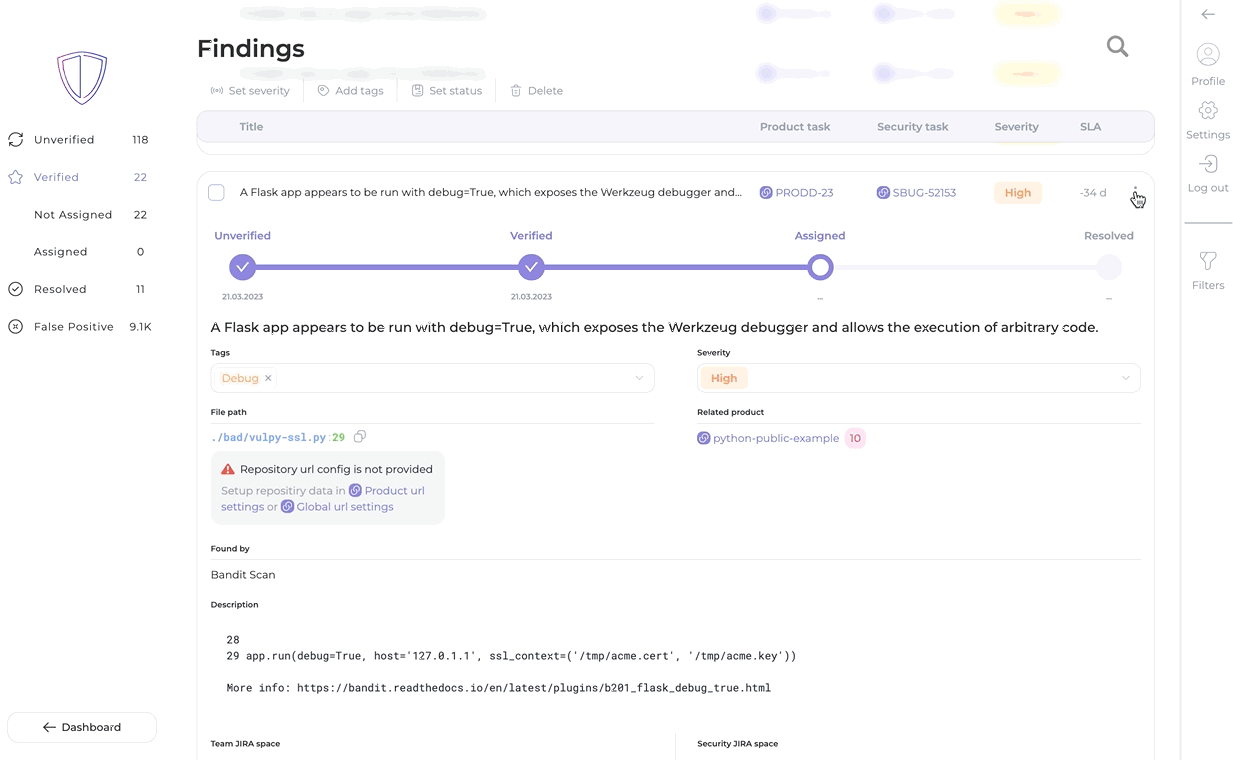 Findings
Set severity Add tags Set status Delete
Title Product task Security task Severity SLA
Unverified 118
Verified 22
Not Assigned 22
Assigned 0
Resolved 11
False Positive 9.1K
Dashboard
A Flask app appears to be run with debug=True, which exposes the Werkzeug debugger and... PRODD-23 SBUG-52153 High -34 d
Unverified Verified Assigned Resolved
21.03.2023 21.03.2023 ... ...
A Flask app appears to be run with debug=True, which exposes the Werkzeug debugger and allows the execution of arbitrary code.
Tags Severity
Debug × High
File path Related product
./bad/vulpy-ssl.py:29 python-public-example 10
Repository url config is not provided
Setup repositiry data in Product url
settings or Global url settings
Found by
Bandit Scan
Description
28
29 app.run(debug=True, host='127.0.1.1', ssl_context=('/tmp/acme.cert', '/tmp/acme.key'))
More info: https://bandit.readthedocs.io/en/latest/plugins/b201_flask_debug_true.html
Team JIRA space Security JIRA space
Profile
Settings
Log out
Filters